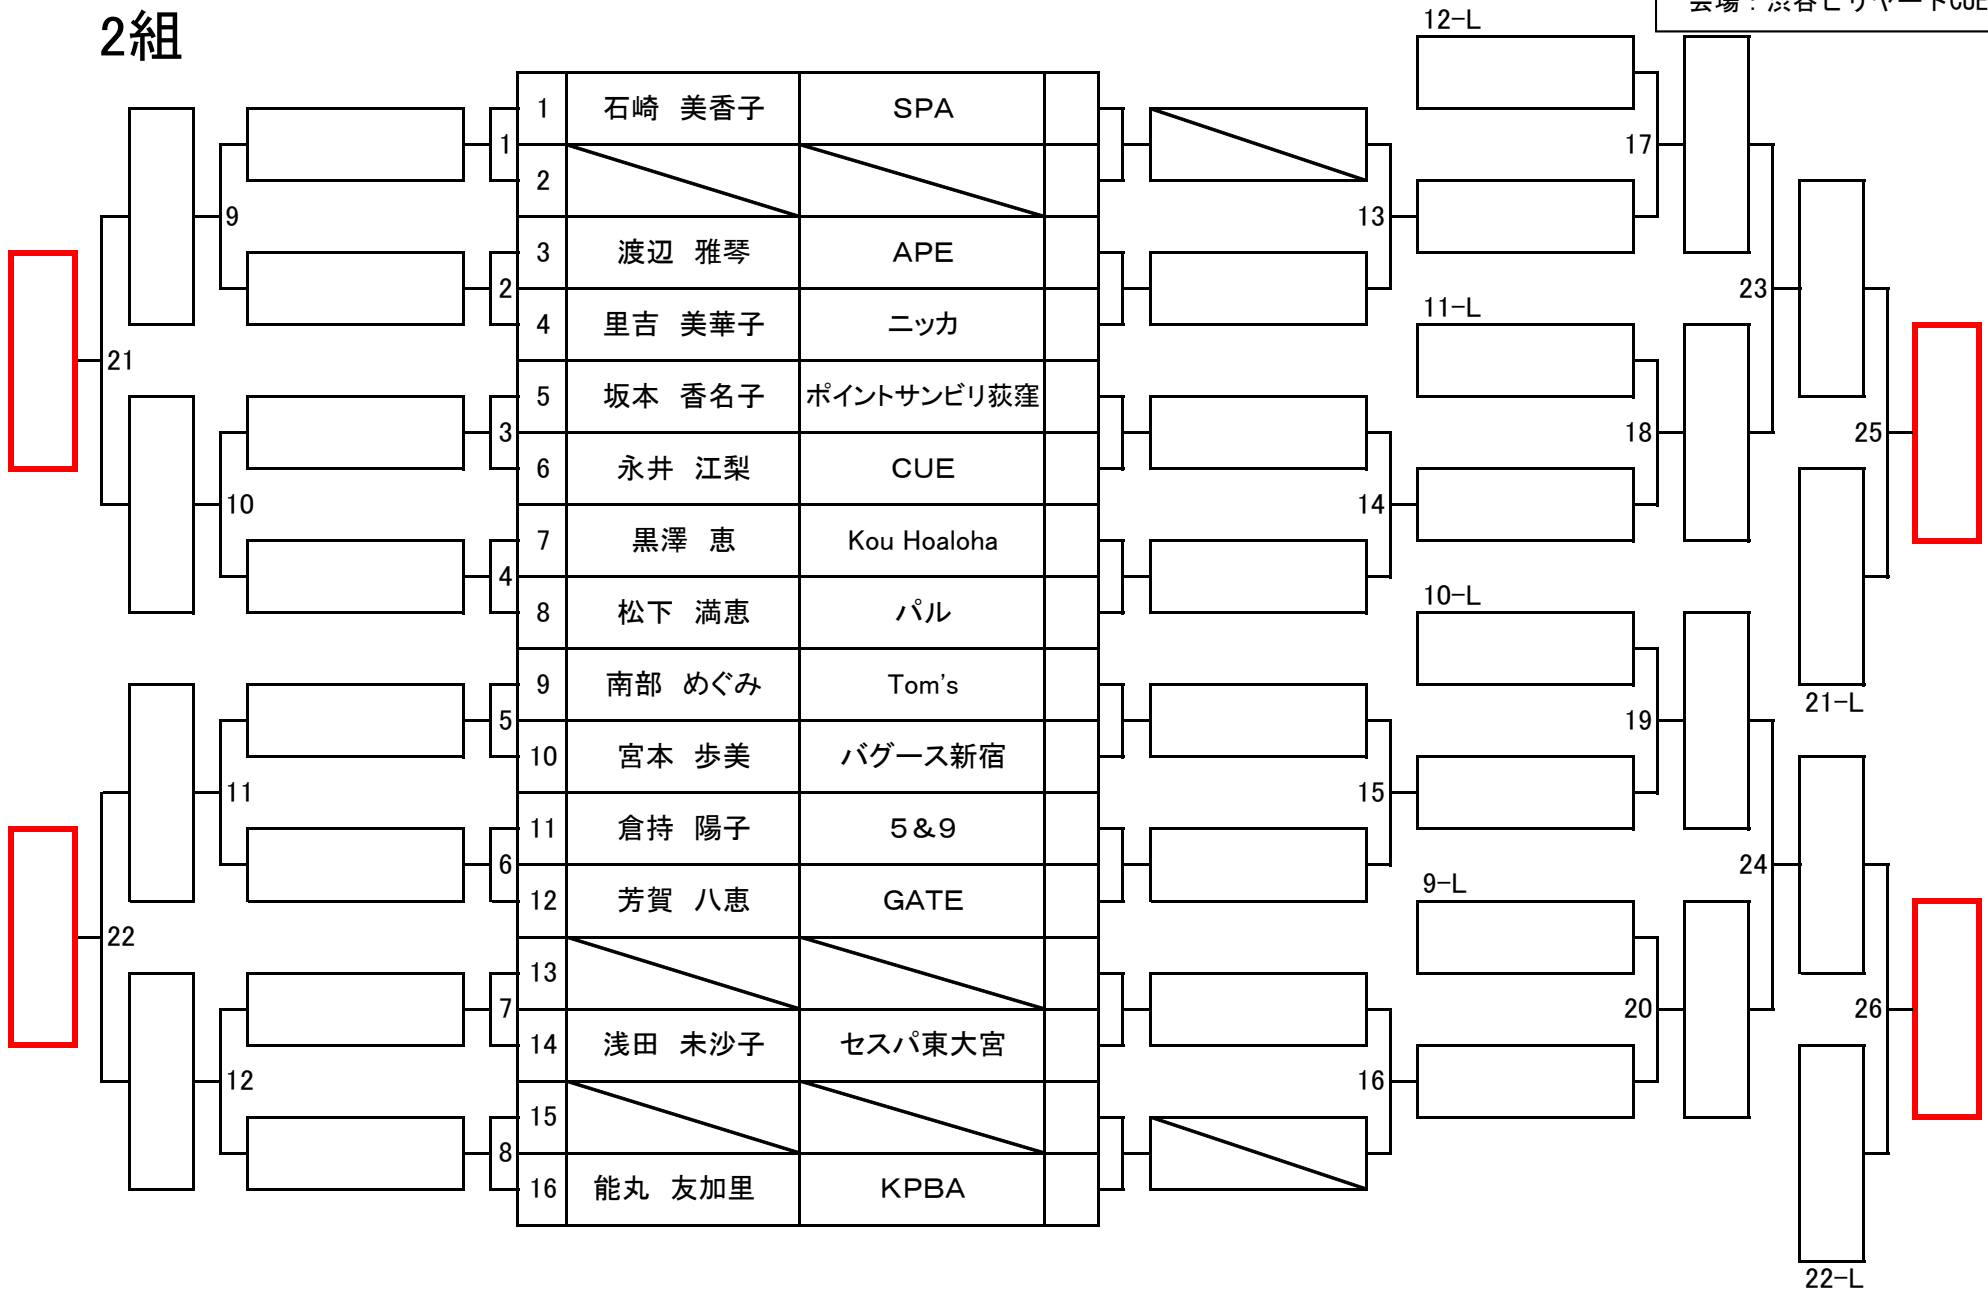 会場：渋谷ビリヤードCUE
2組
12-L
1 石崎 美香子 SPA
1
2
17
9
13
3 渡辺 雅琴 APE
2
23
11-L
4 里吉 美華子 ニッカ
21
5 坂本 香名子 ポイントサンビリ荻窪
3
18
25
6 永井 江梨 CUE
10
14
7 黒澤 恵 Kou Hoaloha
4
10-L
8 松下 満恵 パル
9 南部 めぐみ Tom's
21-L
5
19
10 宮本 歩美 バグース新宿
11
15
11 倉持 陽子 5&9
6
24
9-L
12 芳賀 八恵 GATE
22
13
7
20
26
14 浅田 未沙子 セスパ東大宮
12
16
15
8
16 能丸 友加里 KPBA
22-L